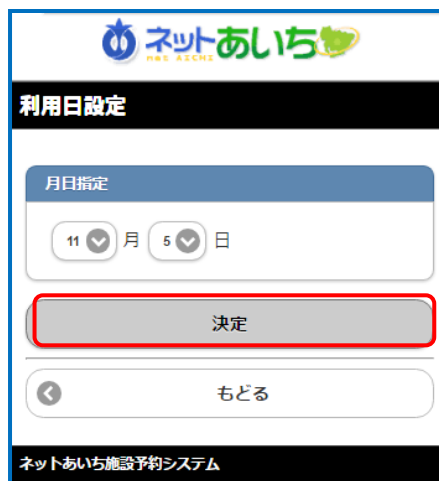 ネットあいち
net AICHI
利用日設定
月日指定
11 月 5 日
決定
もどる
ネットあいち施設予約システム